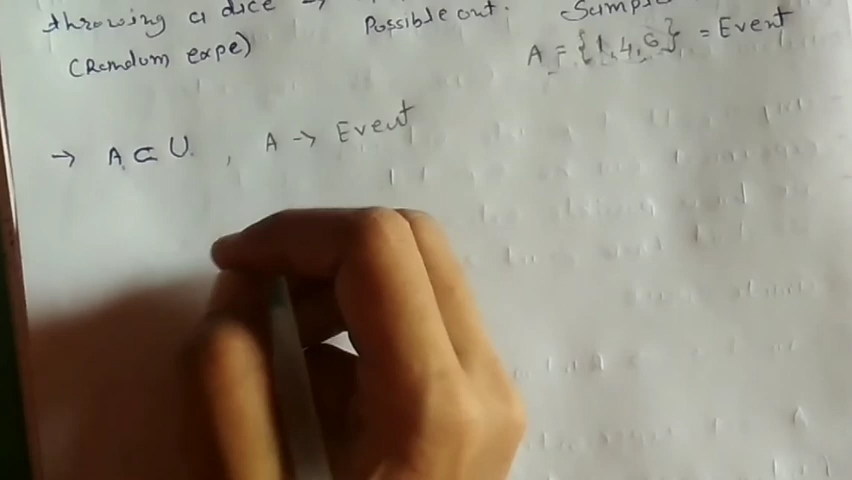 throwing a dice → Possible out.
(Random expe) A = {1,4,6} = Event
→ A ⊂ U. , A → Event